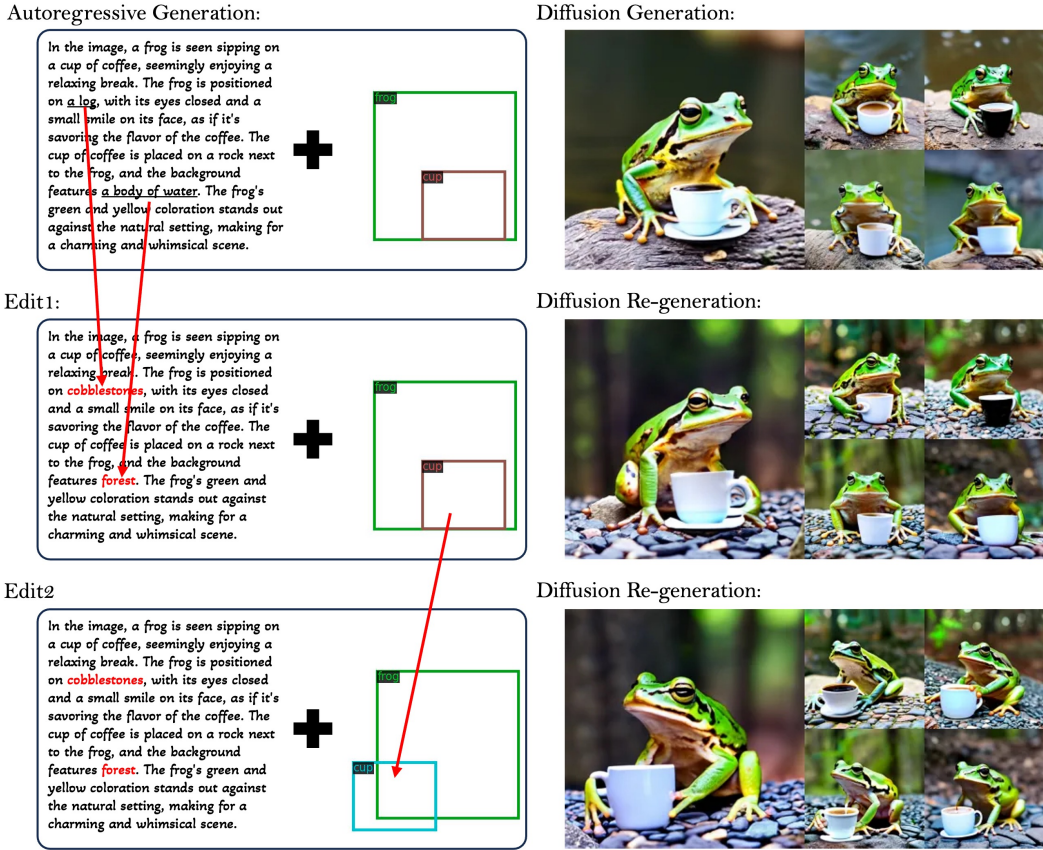 Autoregressive Generation:
Diffusion Generation:
In the image, a frog is seen sipping on
a cup of coffee, seemingly enjoying a
relaxing break. The frog is positioned
on a log, with its eyes closed and a
small smile on its face, as if it's
savoring the flavor of the coffee. The
cup of coffee is placed on a rock next
to the frog, and the background
features a body of water. The frog's
green and yellow coloration stands out
against the natural setting, making for
a charming and whimsical scene.
frog
cup
Edit1:
Diffusion Re-generation:
In the image, a frog is seen sipping on
a cup of coffee, seemingly enjoying a
relaxing break. The frog is positioned
on cobblestones, with its eyes closed
and a small smile on its face, as if it's
savoring the flavor of the coffee. The
cup of coffee is placed on a rock next
to the frog, and the background
features forest. The frog's green and
yellow coloration stands out against
the natural setting, making for a
charming and whimsical scene.
frog
cup
Edit2
Diffusion Re-generation:
In the image, a frog is seen sipping on
a cup of coffee, seemingly enjoying a
relaxing break. The frog is positioned
on cobblestones, with its eyes closed
and a small smile on its face, as if it's
savoring the flavor of the coffee. The
cup of coffee is placed on a rock next
to the frog, and the background
features forest. The frog's green and
yellow coloration stands out against
the natural setting, making for a
charming and whimsical scene.
frog
cup